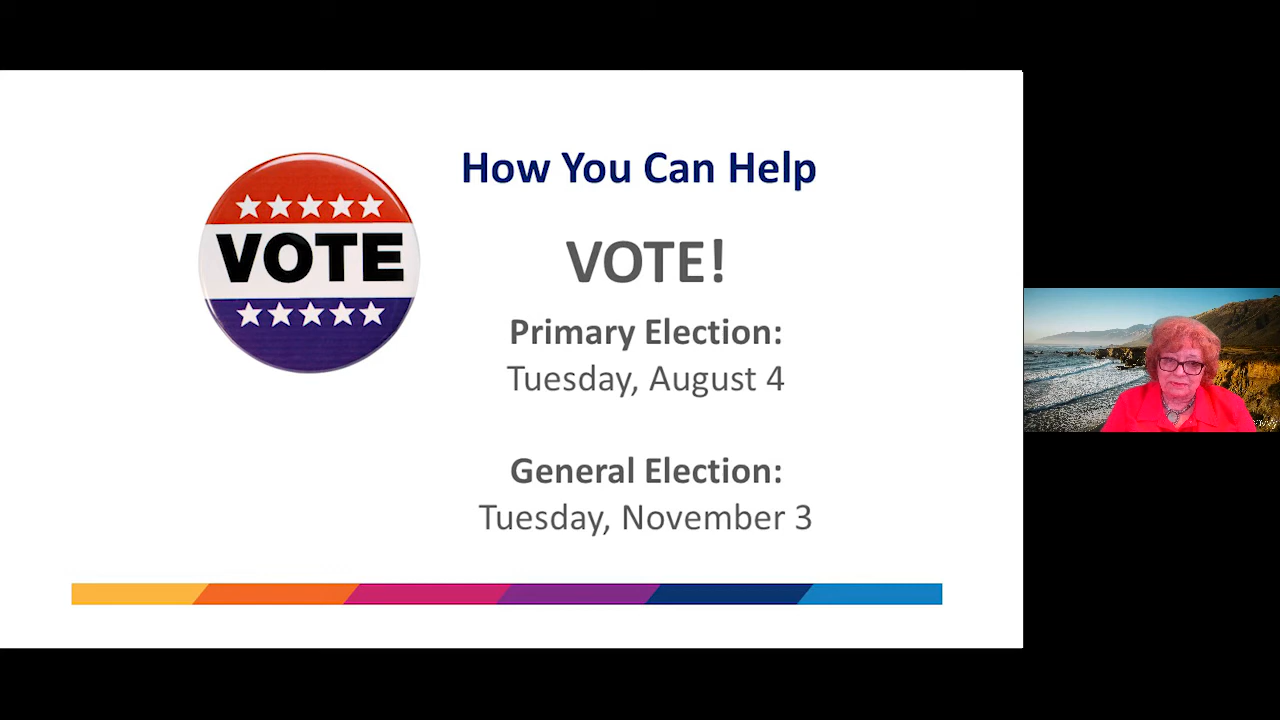 How You Can Help
VOTE
VOTE!
Primary Election:
Tuesday, August 4
General Election:
Tuesday, November 3